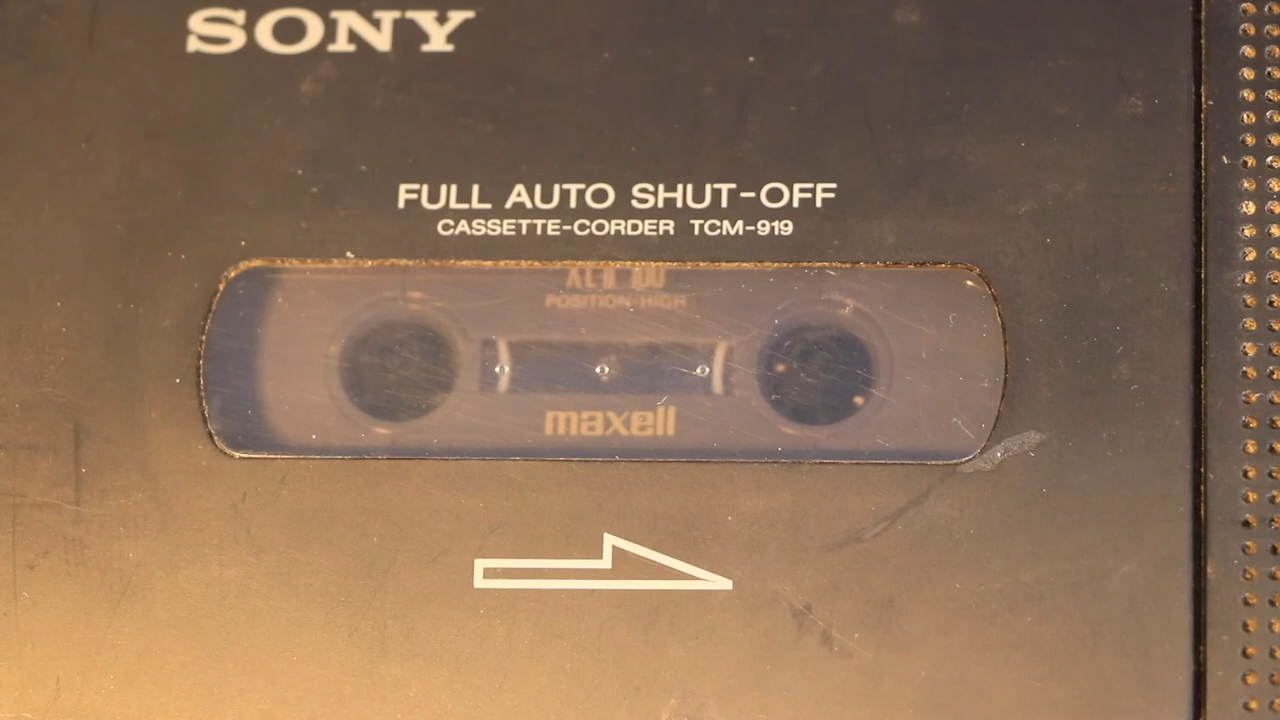 SONY
FULL AUTO SHUT-OFF
CASSETTE-CORDER TCM-919
POSITION-HIGH
maxell